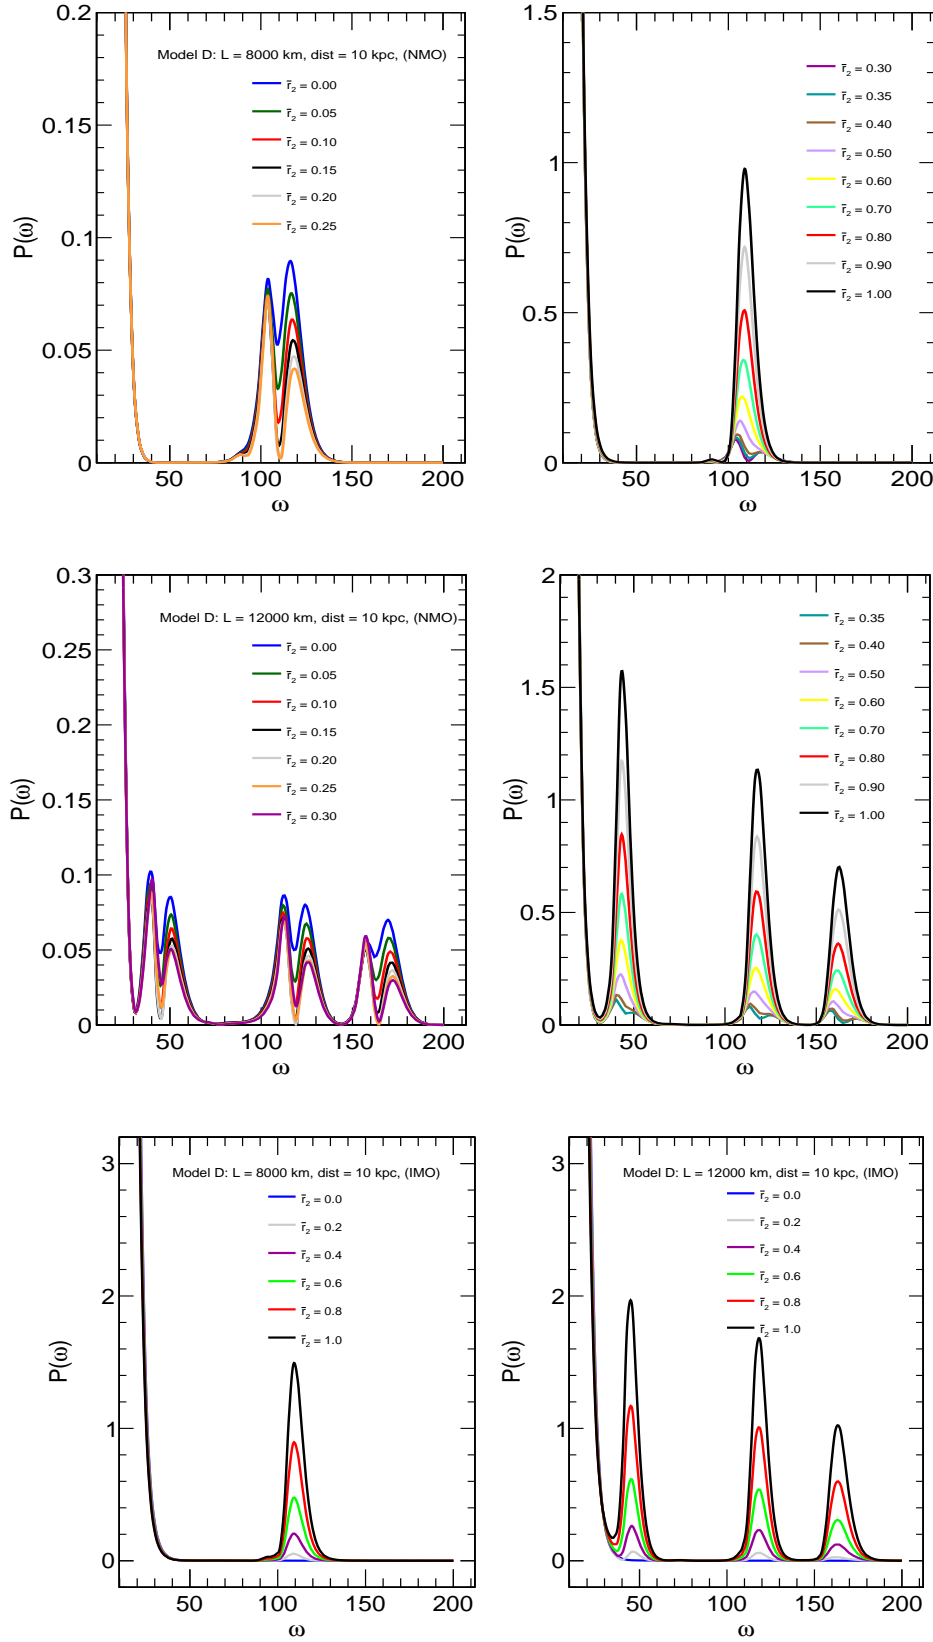 0.2
0.15
0.1
0.05
0
50
100
150
200
P(ω)
ω
Model D: L = 8000 km, dist = 10 kpc, (NMO)
r̄₂ = 0.00
r̄₂ = 0.05
r̄₂ = 0.10
r̄₂ = 0.15
r̄₂ = 0.20
r̄₂ = 0.25
1.5
1
0.5
0
50
100
150
200
P(ω)
ω
r̄₂ = 0.30
r̄₂ = 0.35
r̄₂ = 0.40
r̄₂ = 0.50
r̄₂ = 0.60
r̄₂ = 0.70
r̄₂ = 0.80
r̄₂ = 0.90
r̄₂ = 1.00
0.3
0.25
0.2
0.15
0.1
0.05
0
50
100
150
200
P(ω)
ω
Model D: L = 12000 km, dist = 10 kpc, (NMO)
r̄₂ = 0.00
r̄₂ = 0.05
r̄₂ = 0.10
r̄₂ = 0.15
r̄₂ = 0.20
r̄₂ = 0.25
r̄₂ = 0.30
2
1.5
1
0.5
0
50
100
150
200
P(ω)
ω
r̄₂ = 0.35
r̄₂ = 0.40
r̄₂ = 0.50
r̄₂ = 0.60
r̄₂ = 0.70
r̄₂ = 0.80
r̄₂ = 0.90
r̄₂ = 1.00
3
2
1
0
50
100
150
200
P(ω)
ω
Model D: L = 8000 km, dist = 10 kpc, (IMO)
r̄₂ = 0.0
r̄₂ = 0.2
r̄₂ = 0.4
r̄₂ = 0.6
r̄₂ = 0.8
r̄₂ = 1.0
3
2
1
0
50
100
150
200
P(ω)
ω
Model D: L = 12000 km, dist = 10 kpc, (IMO)
r̄₂ = 0.0
r̄₂ = 0.2
r̄₂ = 0.4
r̄₂ = 0.6
r̄₂ = 0.8
r̄₂ = 1.0